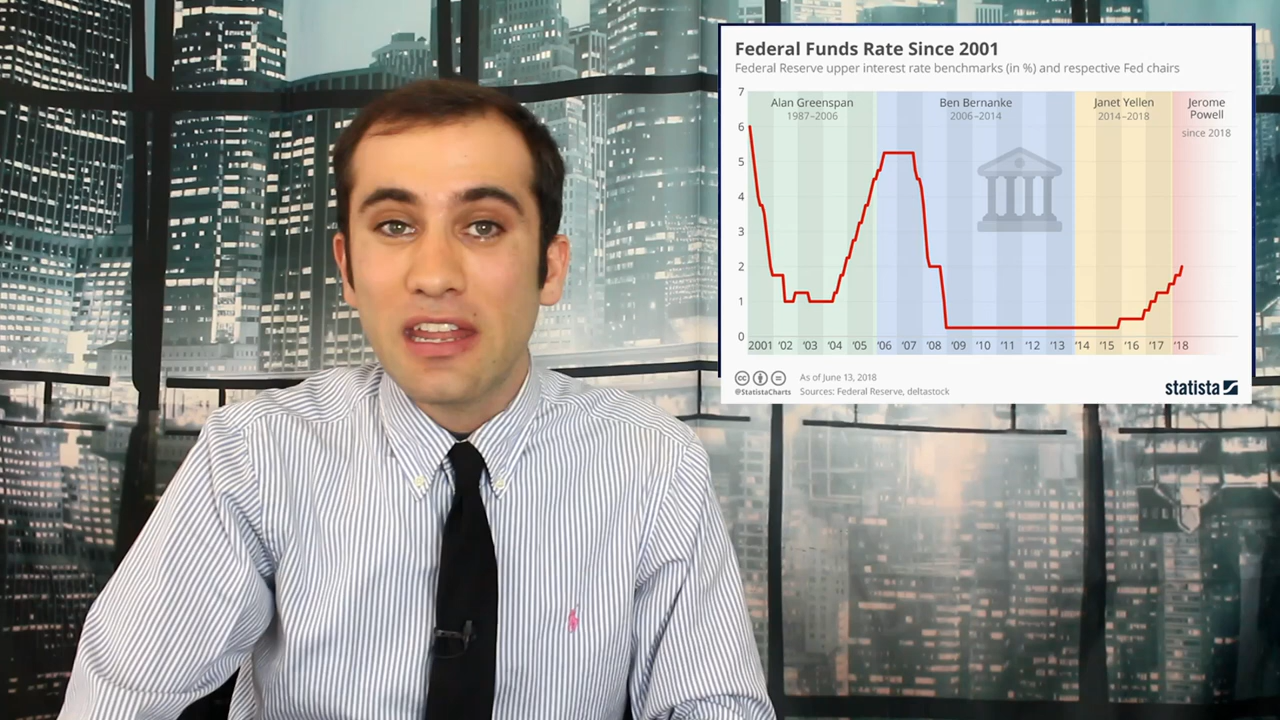 Federal Funds Rate Since 2001
Federal Reserve upper interest rate benchmarks (in %) and respective Fed chairs
Alan Greenspan
1987–2006
Ben Bernanke
2006–2014
Janet Yellen
2014–2018
Jerome
Powell
since 2018
7
6
5
4
3
2
1
0
2001 '02 '03 '04 '05 '06 '07 '08 '09 '10 '11 '12 '13 '14 '15 '16 '17 '18
cc
@StatistaCharts
As of June 13, 2018
Sources: Federal Reserve, deltastock
statista